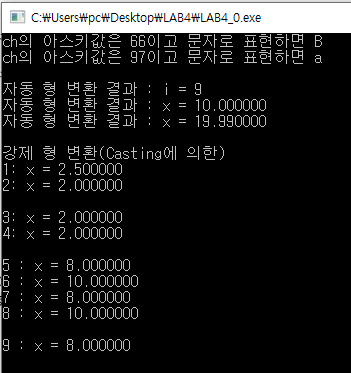 C:₩Users₩pc₩Desktop₩LAB4₩LAB4_0.exe
ch의 아스키값은 66이고 문자로 표현하면 B
ch의 아스키값은 97이고 문자로 표현하면 a
자동 형 변환 결과 : i = 9
자동 형 변환 결과 : x = 10.000000
자동 형 변환 결과 : x = 19.990000
강제 형 변환(Casting에 의한)
1: x = 2.500000
2: x = 2.000000
3: x = 2.000000
4: x = 2.000000
5 : x = 8.000000
6 : x = 10.000000
7 : x = 8.000000
8 : x = 10.000000
9 : x = 8.000000